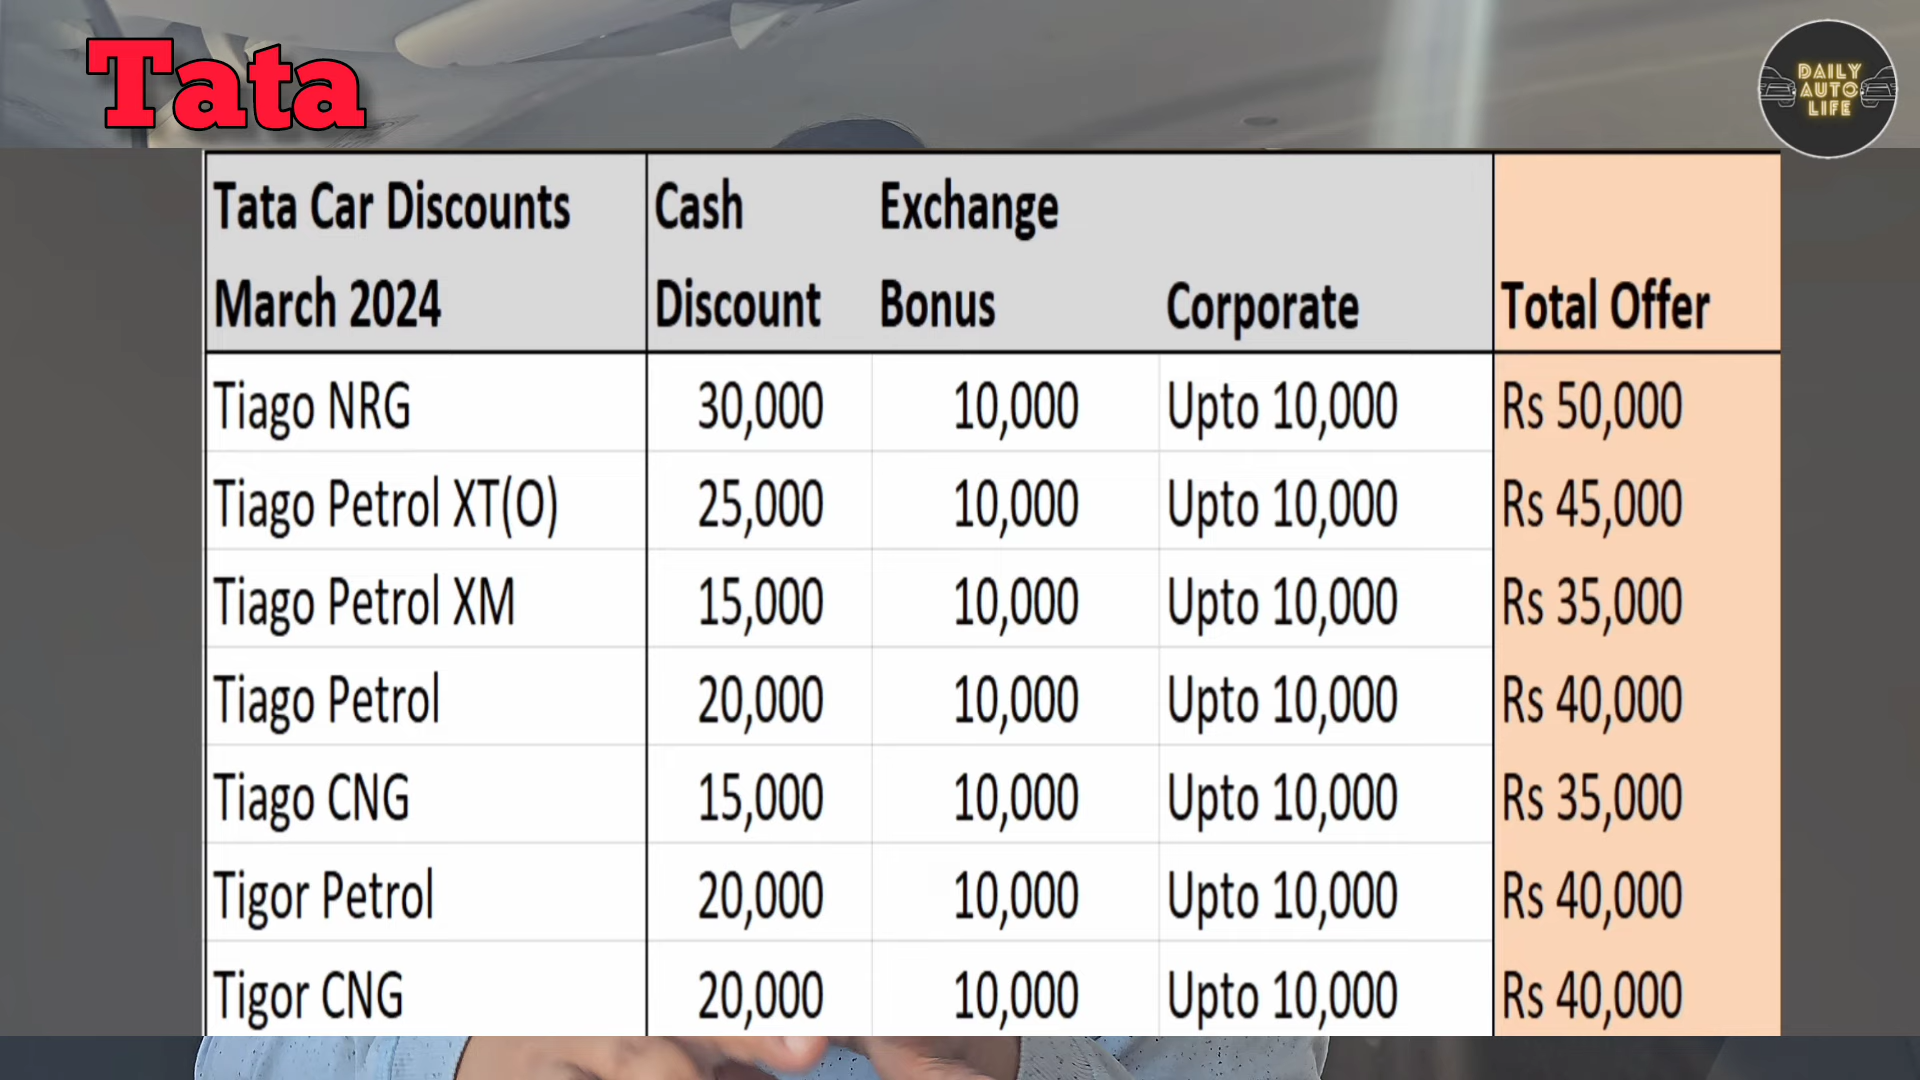 Tata
DAILY
AUTO
LIFE
Tata Car Discounts March 2024 Cash Discount Exchange Bonus Corporate Total Offer
Tiago NRG 30,000 10,000 Upto 10,000 Rs 50,000
Tiago Petrol XT(O) 25,000 10,000 Upto 10,000 Rs 45,000
Tiago Petrol XM 15,000 10,000 Upto 10,000 Rs 35,000
Tiago Petrol 20,000 10,000 Upto 10,000 Rs 40,000
Tiago CNG 15,000 10,000 Upto 10,000 Rs 35,000
Tigor Petrol 20,000 10,000 Upto 10,000 Rs 40,000
Tigor CNG 20,000 10,000 Upto 10,000 Rs 40,000